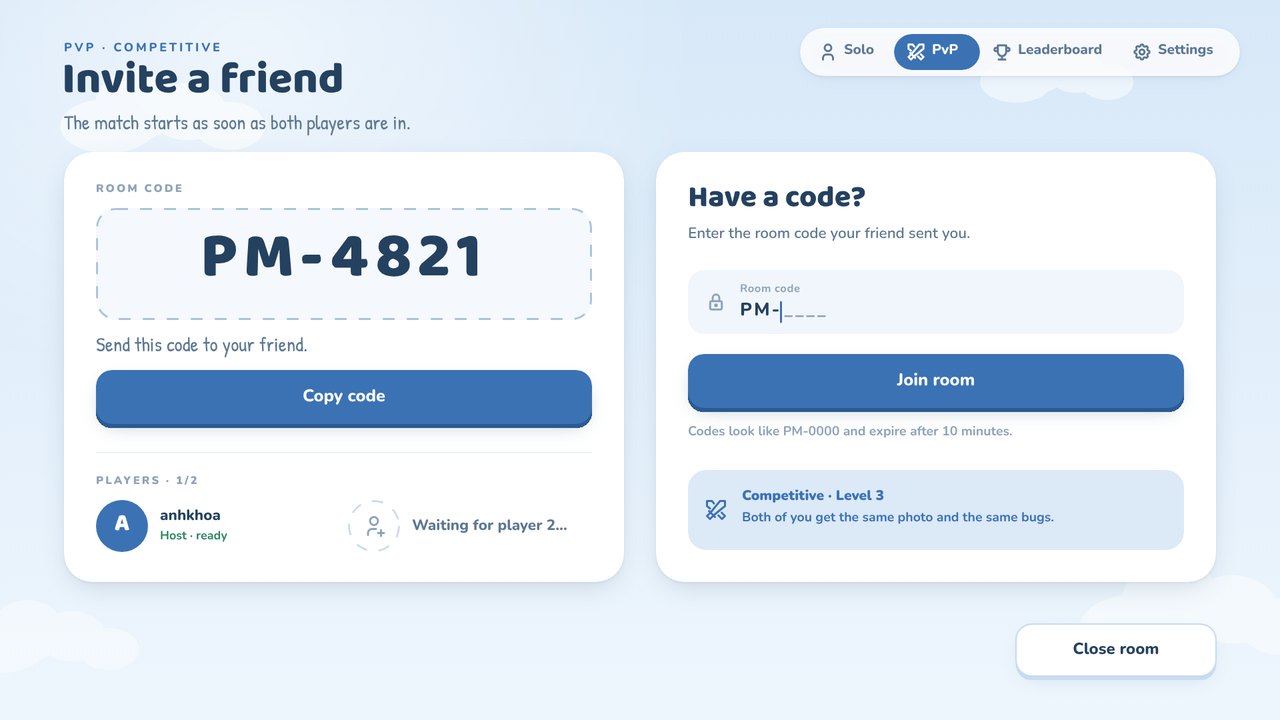 PVP · COMPETITIVE
Invite a friend
The match starts as soon as both players are in.
Solo
PvP
Leaderboard
Settings
ROOM CODE
PM-4821
Send this code to your friend.
Copy code
PLAYERS · 1/2
A
anhkhoa
Host · ready
Waiting for player 2...
Have a code?
Enter the room code your friend sent you.
Room code
PM-____
Join room
Codes look like PM-0000 and expire after 10 minutes.
Competitive · Level 3
Both of you get the same photo and the same bugs.
Close room